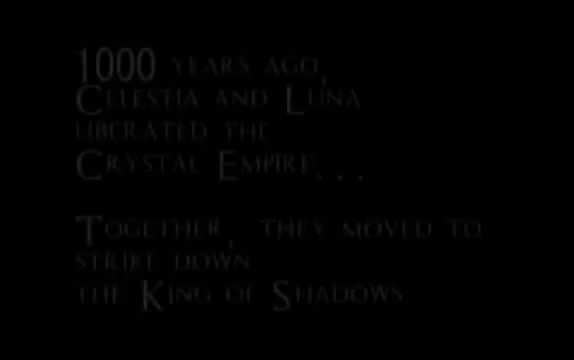 1000 YEARS AGO,
CELESTIA AND LUNA
LIBERATED THE
CRYSTAL EMPIRE...
TOGETHER, THEY MOVED TO
STRIKE DOWN
THE KING OF SHADOWS